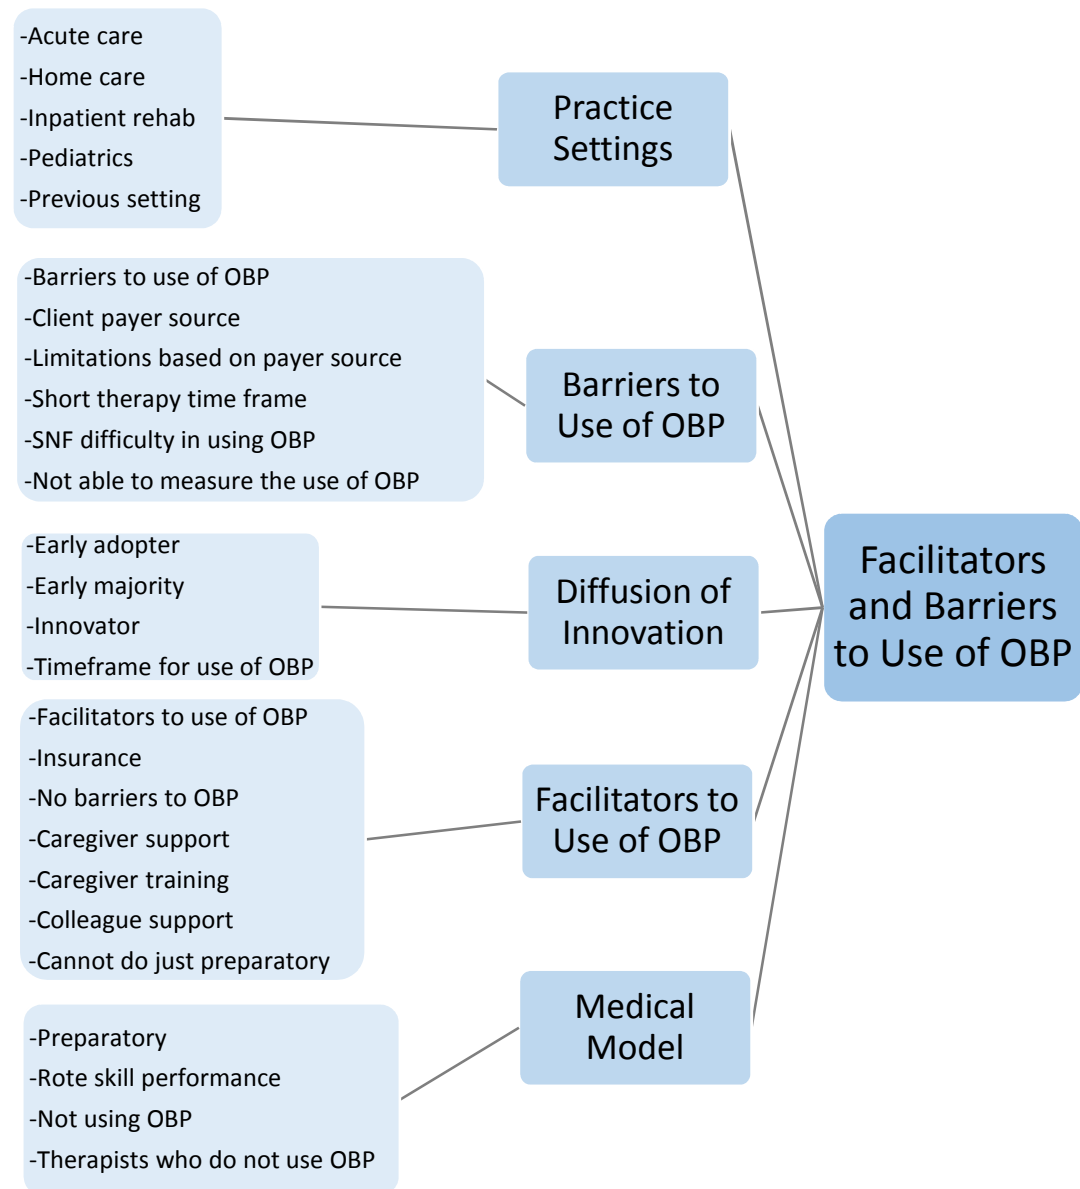 -Acute care
-Home care
-Inpatient rehab
-Pediatrics
-Previous setting
Practice
Settings
-Barriers to use of OBP
-Client payer source
-Limitations based on payer source
-Short therapy time frame
-SNF difficulty in using OBP
-Not able to measure the use of OBP
Barriers to
Use of OBP
-Early adopter
-Early majority
-Innovator
-Timeframe for use of OBP
Diffusion of
Innovation
-Facilitators to use of OBP
-Insurance
-No barriers to OBP
-Caregiver support
-Caregiver training
-Colleague support
-Cannot do just preparatory
Facilitators to
Use of OBP
-Preparatory
-Rote skill performance
-Not using OBP
-Therapists who do not use OBP
Medical
Model
Facilitators
and Barriers
to Use of OBP